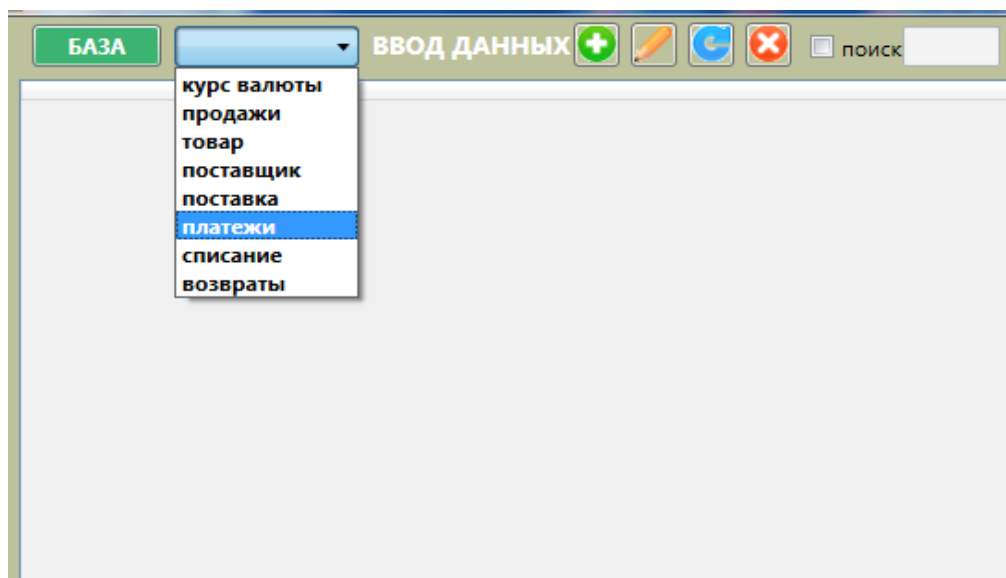 БАЗА ВВОД ДАННЫХ поиск
курс валюты
продажи
товар
поставщик
поставка
платежи
списание
возвраты